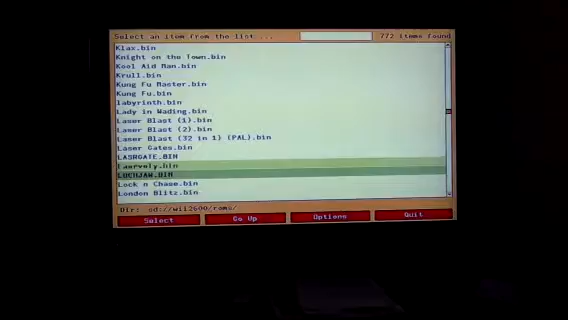 Select an item from the list ... 772 items found
Klax.bin
Knight on the Town.bin
Kool Aid Man.bin
Krull.bin
Kung Fu Master.bin
Kung Fu.bin
labyrinth.bin
Lady in Wading.bin
Laser Blast (1).bin
Laser Blast (2).bin
Laser Blast (32 in 1) (PAL).bin
Laser Gates.bin
LASRGATE.BIN
LOCHJAW.BIN
Lock n Chase.bin
London Blitz.bin
Dir: sd:/wii2600/roms/
Select Go Up Options Quit